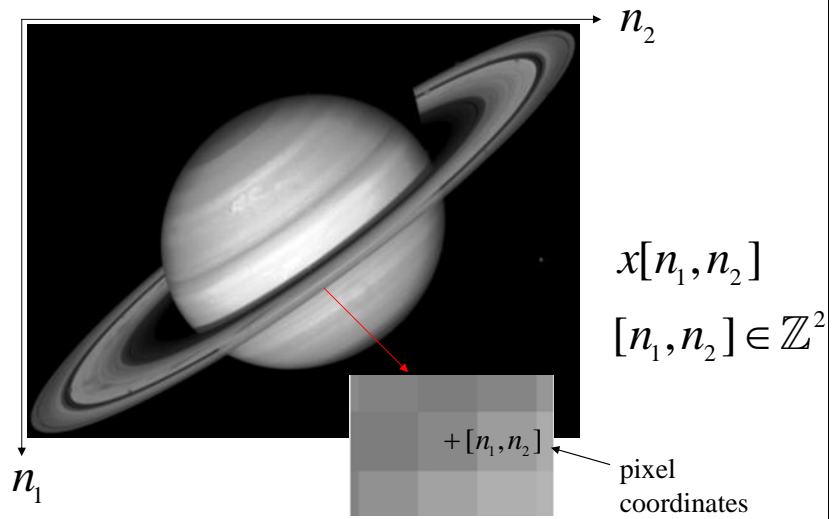 n₂
x[n₁,n₂]
[n₁,n₂]∈ℤ²
+[n₁,n₂]
n₁
pixel
coordinates